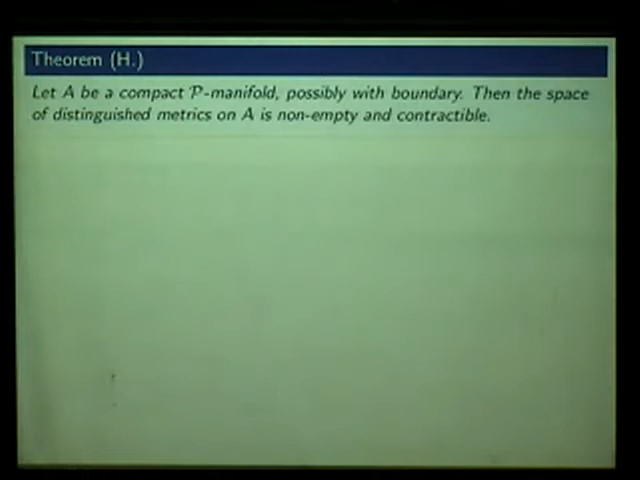 Theorem (H.)
Let A be a compact P-manifold, possibly with boundary. Then the space
of distinguished metrics on A is non-empty and contractible.